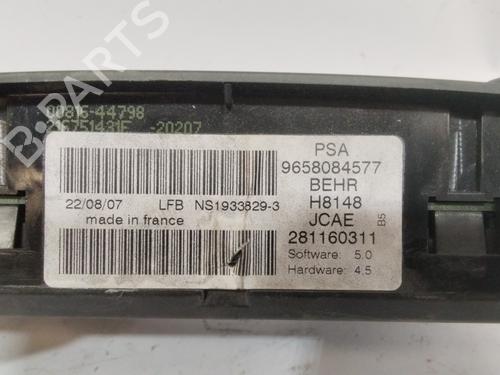 -20207
PSA
9658084577
BEHR
H8148
JCAE B5
281160311
Software: 5.0
Hardware: 4.5
22/08/07 LFB NS1933829-3
made in france